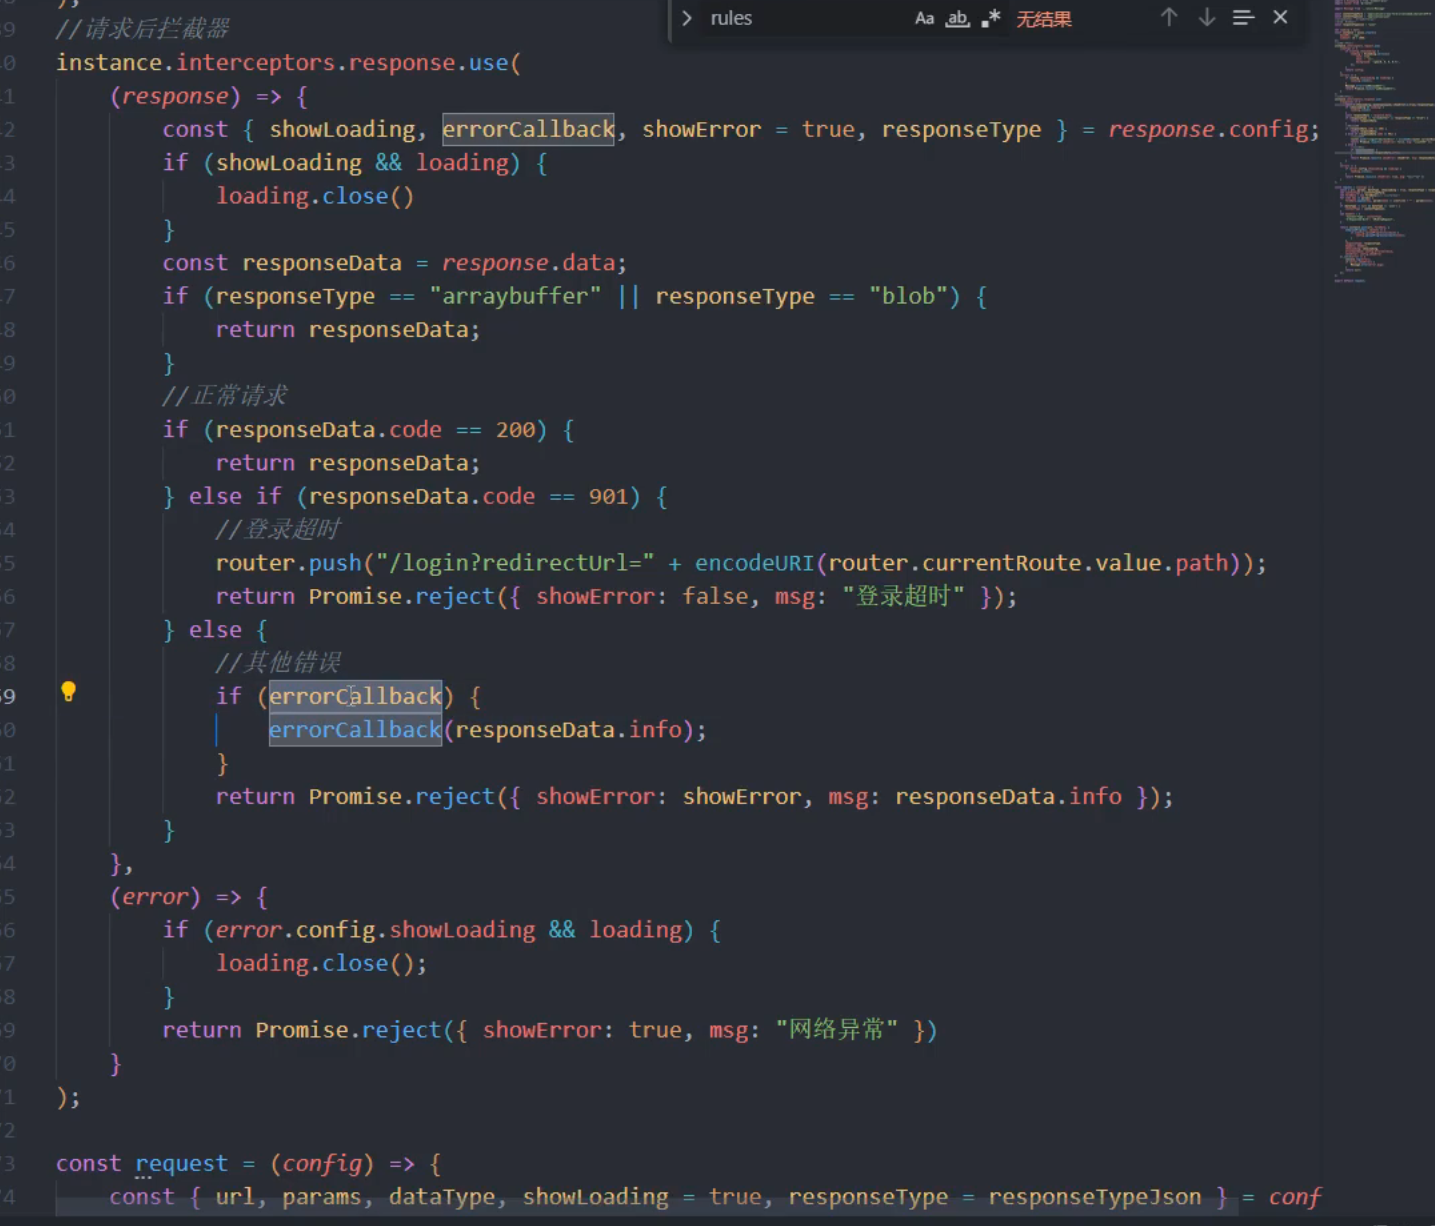 rules Aa ab .* 无结果
//请求后拦截器
instance.interceptors.response.use(
(response) => {
const { showLoading, errorCallback, showError = true, responseType } = response.config;
if (showLoading && loading) {
loading.close()
}
const responseData = response.data;
if (responseType == "arraybuffer" || responseType == "blob") {
return responseData;
}
//正常请求
if (responseData.code == 200) {
return responseData;
} else if (responseData.code == 901) {
//登录超时
router.push("/login?redirectUrl=" + encodeURI(router.currentRoute.value.path));
return Promise.reject({ showError: false, msg: "登录超时" });
} else {
//其他错误
if (errorCallback) {
errorCallback(responseData.info);
}
return Promise.reject({ showError: showError, msg: responseData.info });
}
},
(error) => {
if (error.config.showLoading && loading) {
loading.close();
}
return Promise.reject({ showError: true, msg: "网络异常" })
}
);
const request = (config) => {
const { url, params, dataType, showLoading = true, responseType = responseTypeJson } = conf